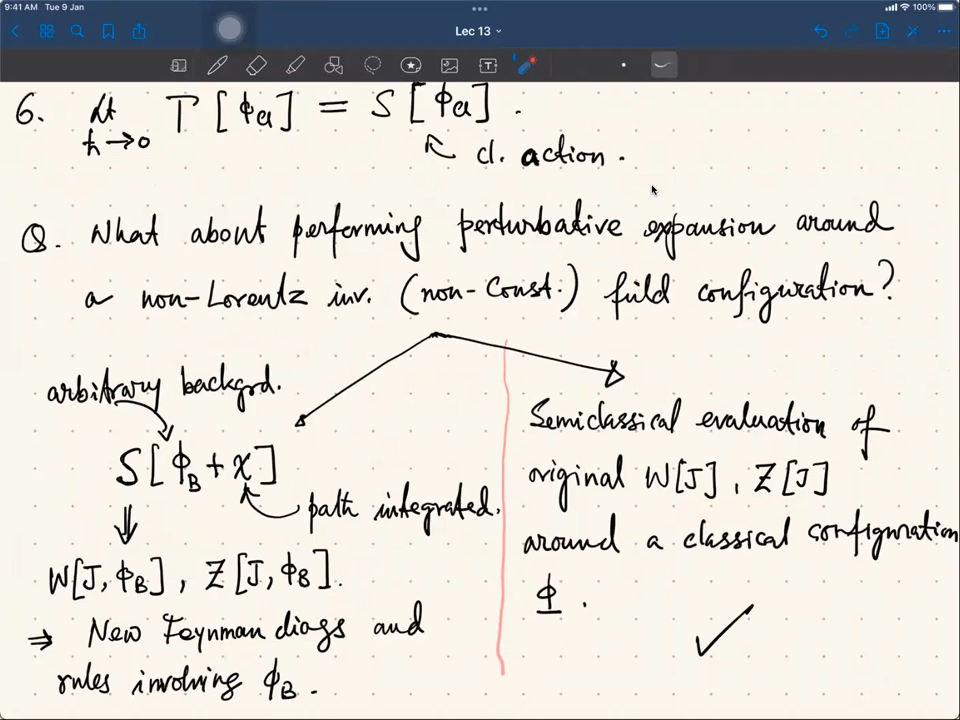 9:41 AM Tue 9 Jan
100%
Lec 13
6. lt ħ→0 Γ[ϕcl] = S[ϕcl].
cl. action.
Q. What about performing perturbative expansion around
a non-Lorentz inv. (non-Const.) field configuration?
arbitrary backgrd.
S[ϕB + χ]
path integrated.
⇓
W[J, ϕB], Z[J, ϕB].
⇒ New Feynman diags and
rules involving ϕB.
Semiclassical evaluation of
original W[J], Z[J]
around a classical configuration
Φ.
✓